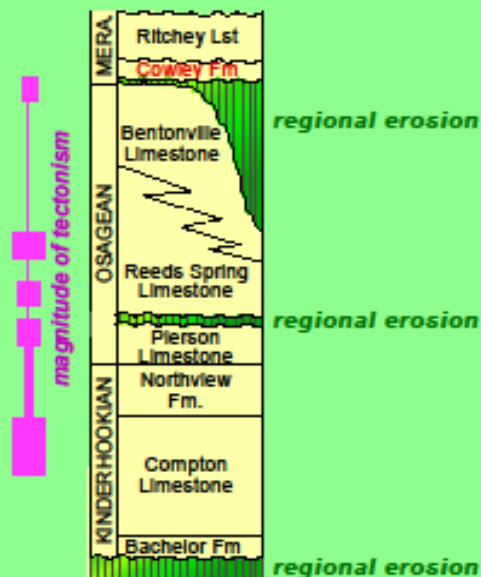 MERA.
Ritchey Lst
Cowley Fm
regional erosion
magnitude of tectonism
OSAGEAN
Bentonville
Limestone
Reeds Spring
Limestone
regional erosion
Pierson
Limestone
KINDERHOOKIAN
Northview
Fm.
Compton
Limestone
Bachelor Fm
regional erosion